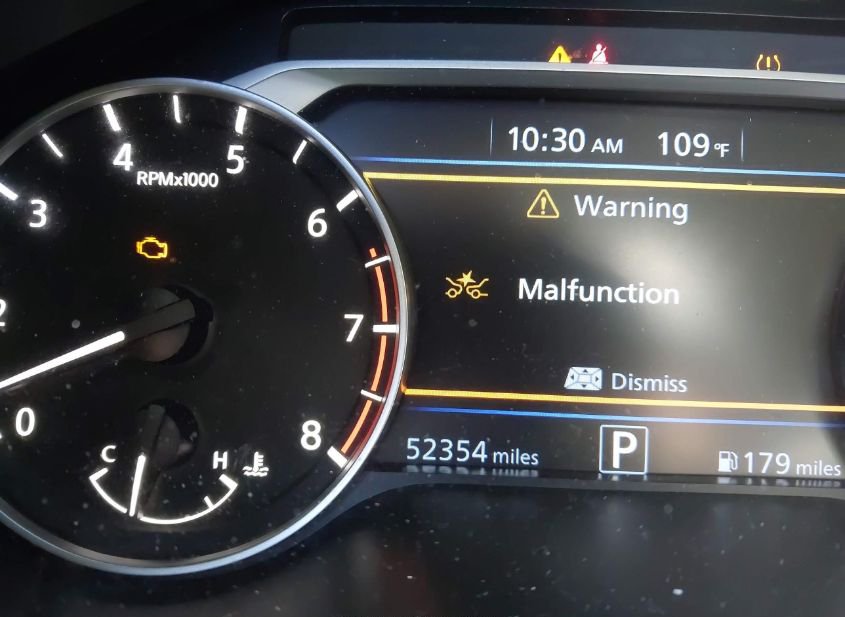 10:30 AM 109°F
Warning
Malfunction
Dismiss
52354 miles P 179 miles
RPMx1000
0
2
3
4
5
6
7
8
C H